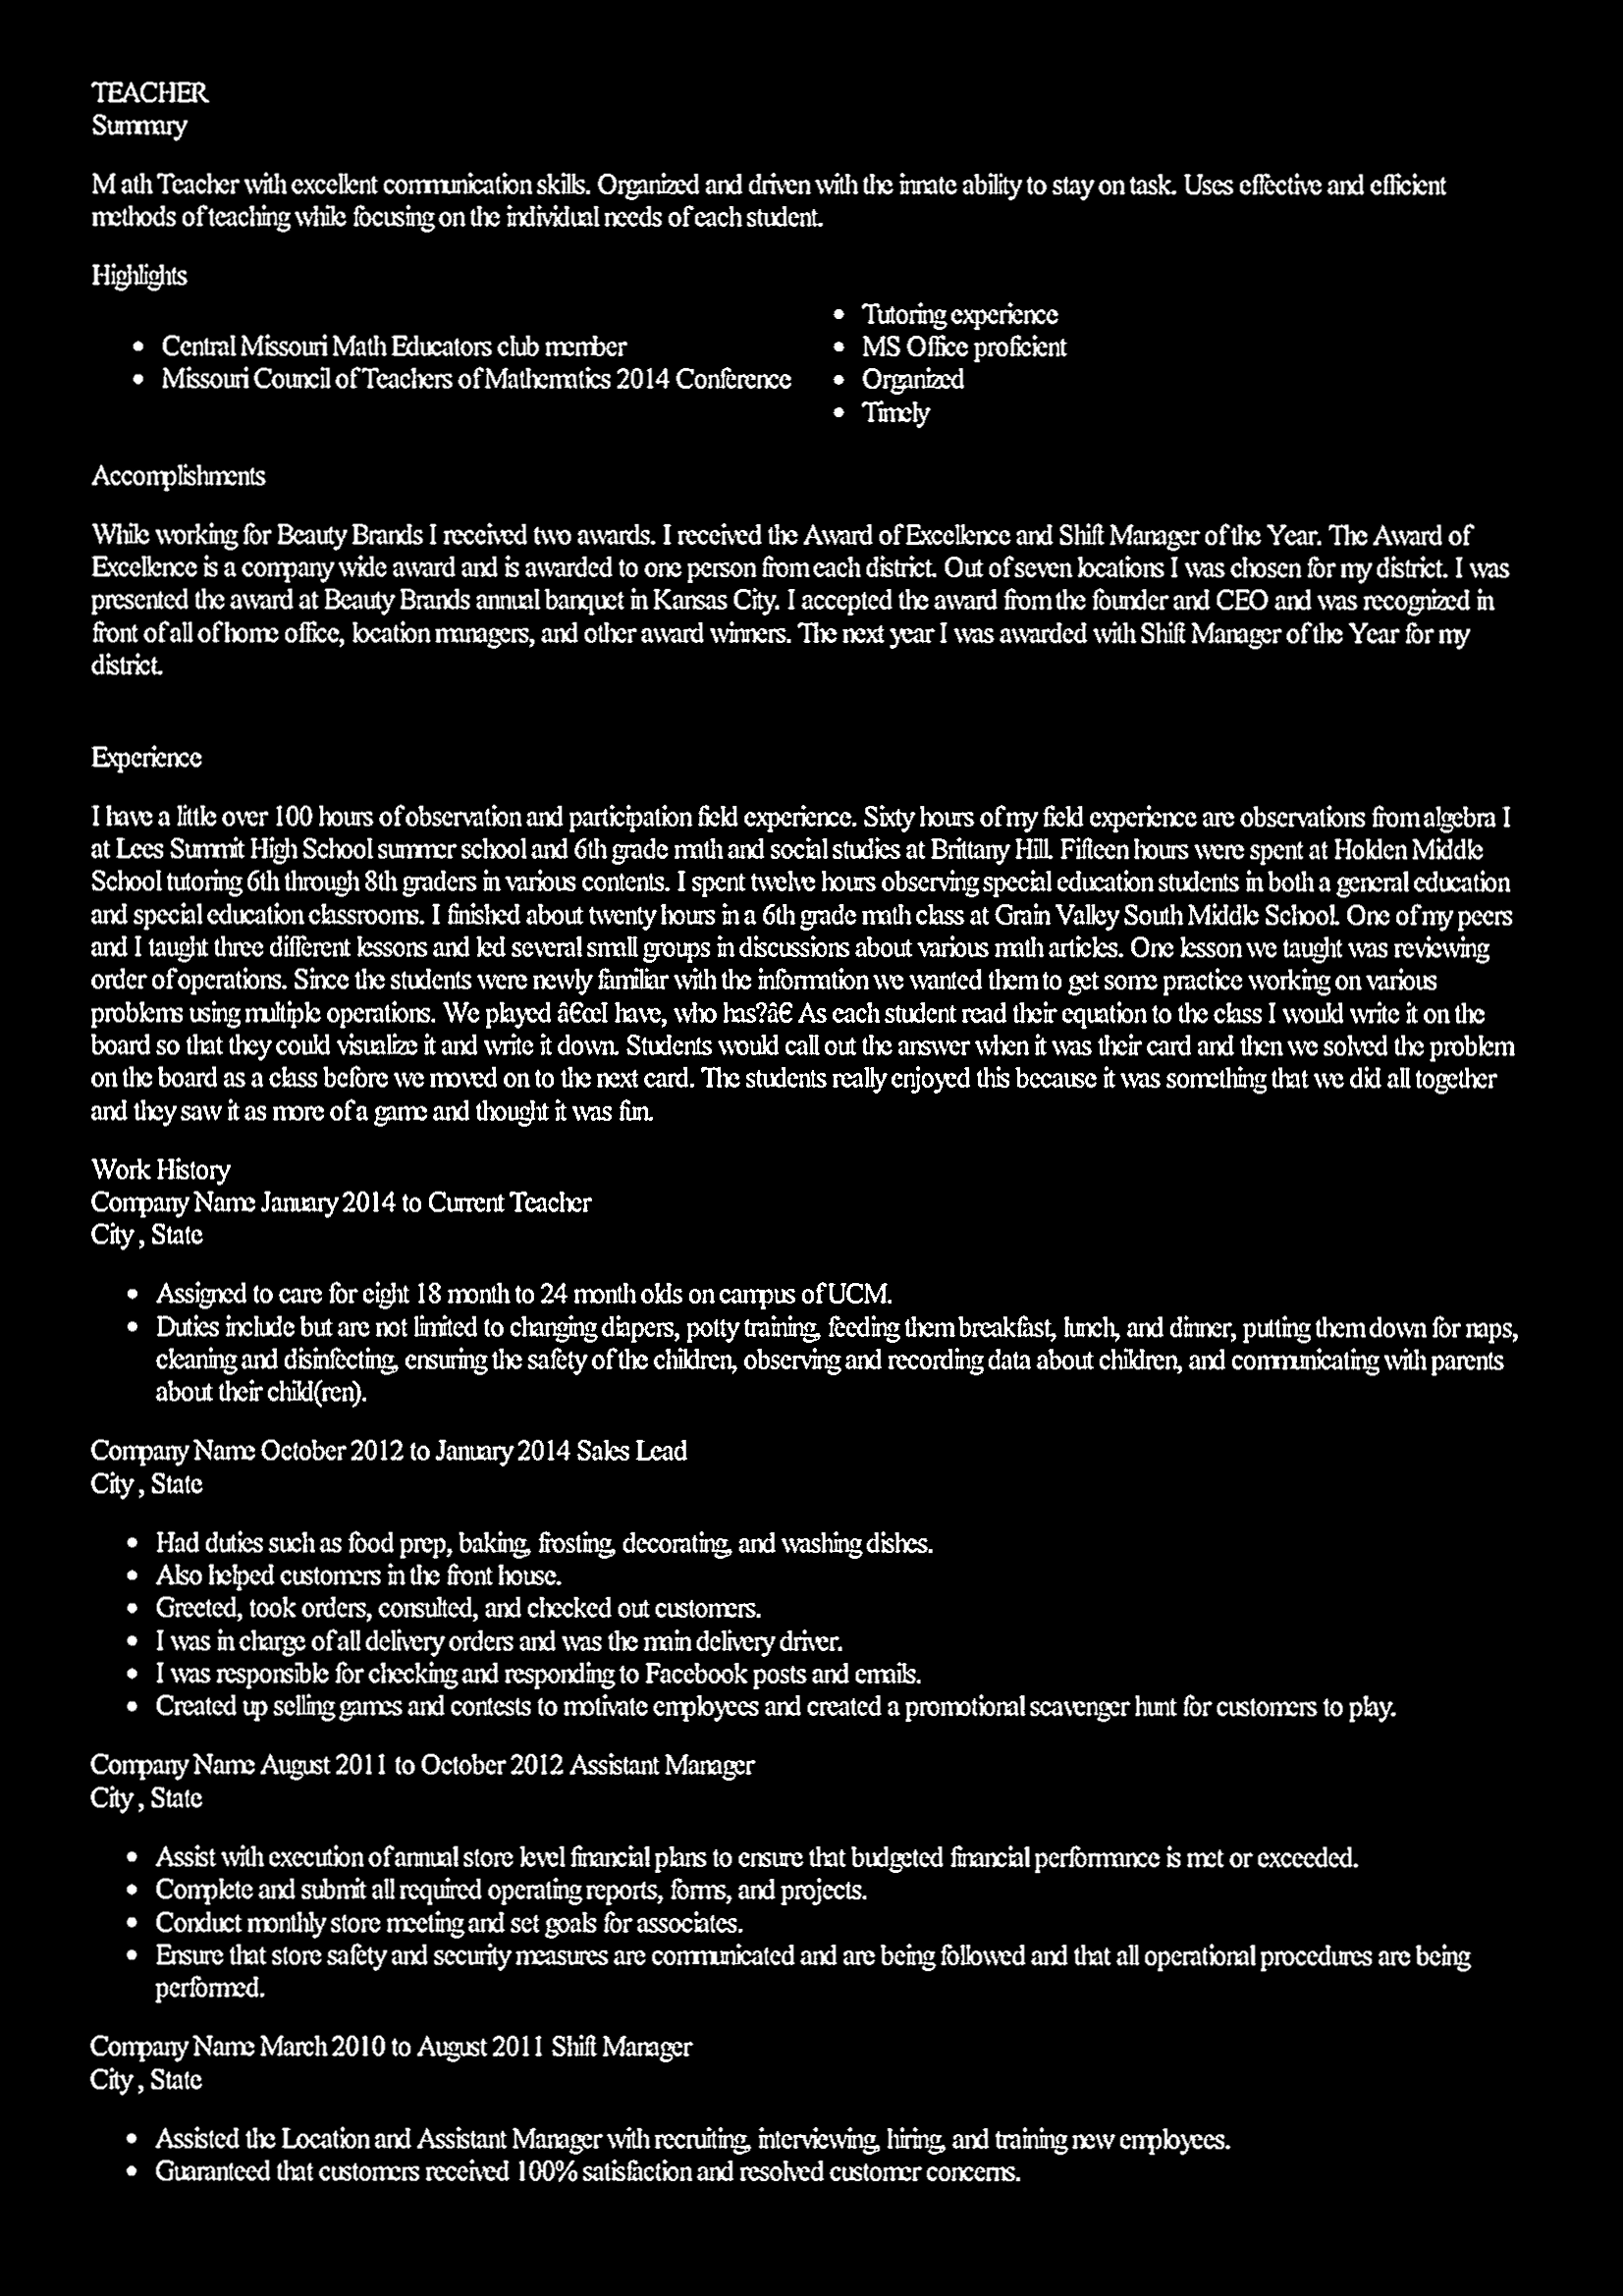 TEACHER
Summary
M ath Teacher with excellent communication skills. Organized and driven with the innate ability to stay on task. Uses effective and efficient
methods of teaching while focusing on the individual needs of each student.
Highlights
• Central Missouri Math Educators club member
• Missouri Council of Teachers of Mathematics 2014 Conference
• Tutoring experience
• MS Office proficient
• Organized
• Timely
Accomplishments
While working for Beauty Brands I received two awards. I received the Award of Excellence and Shift Manager of the Year. The Award of
Excellence is a company wide award and is awarded to one person from each district. Out of seven locations I was chosen for my district. I was
presented the award at Beauty Brands annual banquet in Kansas City. I accepted the award from the founder and CEO and was recognized in
front of all of home office, location managers, and other award winners. The next year I was awarded with Shift Manager of the Year for my
district.
Experience
I have a little over 100 hours of observation and participation field experience. Sixty hours of my field experience are observations from algebra I
at Lees Summit High School summer school and 6th grade math and social studies at Brittany Hill. Fifteen hours were spent at Holden Middle
School tutoring 6th through 8th graders in various contents. I spent twelve hours observing special education students in both a general education
and special education classrooms. I finished about twenty hours in a 6th grade math class at Grain Valley South Middle School. One of my peers
and I taught three different lessons and led several small groups in discussions about various math articles. One lesson we taught was reviewing
order of operations. Since the students were newly familiar with the information we wanted them to get some practice working on various
problems using multiple operations. We played â€œI have, who has?â€ As each student read their equation to the class I would write it on the
board so that they could visualize it and write it down. Students would call out the answer when it was their card and then we solved the problem
on the board as a class before we moved on to the next card. The students really enjoyed this because it was something that we did all together
and they saw it as more of a game and thought it was fun.
Work History
Company Name January 2014 to Current Teacher
City , State
• Assigned to care for eight 18 month to 24 month olds on campus of UCM.
• Duties include but are not limited to changing diapers, potty training, feeding them breakfast, lunch, and dinner, putting them down for naps,
cleaning and disinfecting, ensuring the safety of the children, observing and recording data about children, and communicating with parents
about their child(ren).
Company Name October 2012 to January 2014 Sales Lead
City , State
• Had duties such as food prep, baking, frosting, decorating, and washing dishes.
• Also helped customers in the front house.
• Greeted, took orders, consulted, and checked out customers.
• I was in charge of all delivery orders and was the main delivery driver.
• I was responsible for checking and responding to Facebook posts and emails.
• Created up selling games and contests to motivate employees and created a promotional scavenger hunt for customers to play.
Company Name August 2011 to October 2012 Assistant Manager
City , State
• Assist with execution of annual store level financial plans to ensure that budgeted financial performance is met or exceeded.
• Complete and submit all required operating reports, forms, and projects.
• Conduct monthly store meeting and set goals for associates.
• Ensure that store safety and security measures are communicated and are being followed and that all operational procedures are being
performed.
Company Name March 2010 to August 2011 Shift Manager
City , State
• Assisted the Location and Assistant Manager with recruiting, interviewing, hiring, and training new employees.
• Guaranteed that customers received 100% satisfaction and resolved customer concerns.